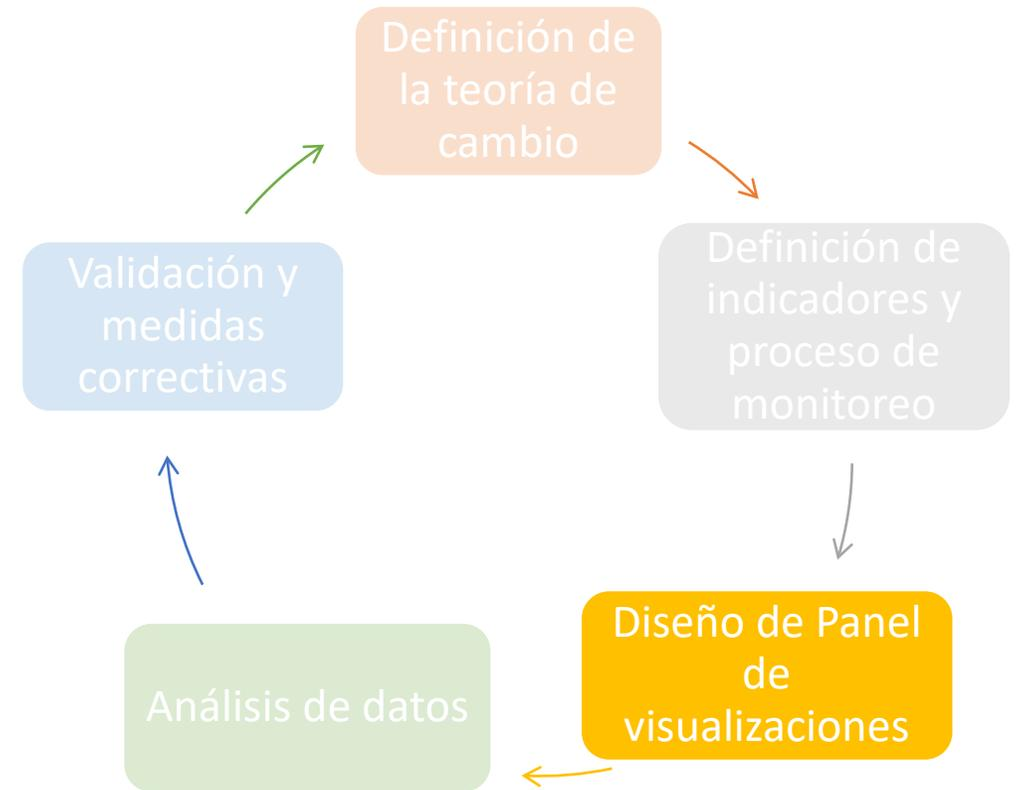 Definición de
la teoría de
cambio
Definición de
indicadores y
proceso de
monitoreo
Diseño de Panel
de
visualizaciones
Análisis de datos
Validación y
medidas
correctivas